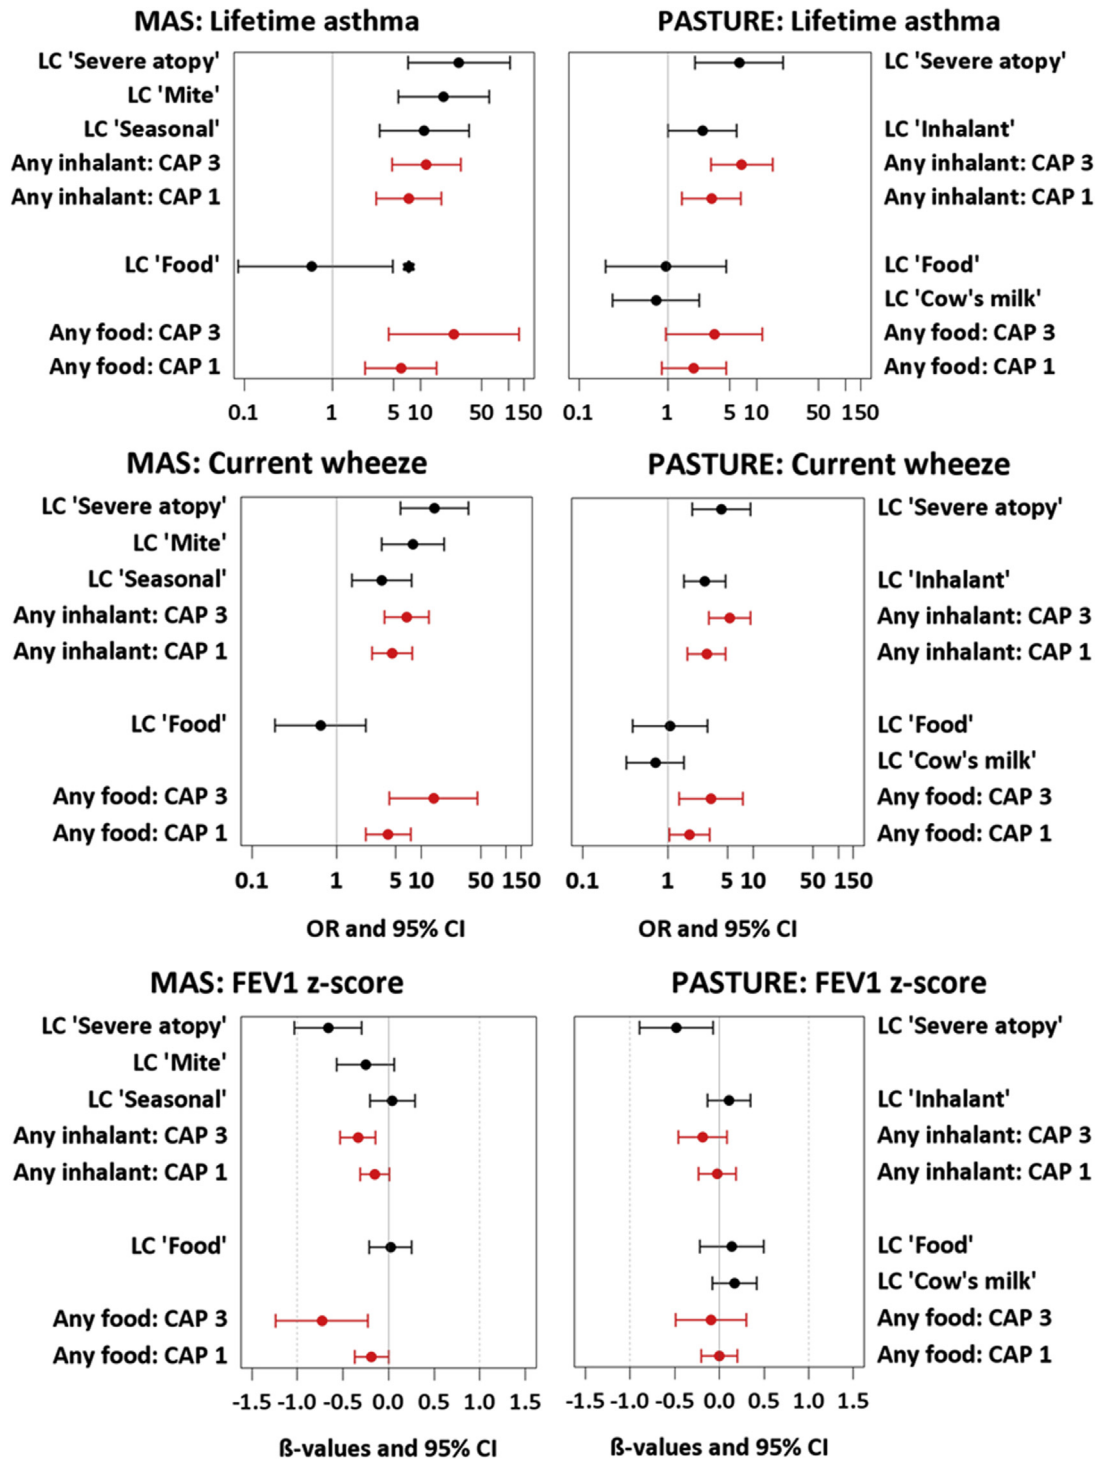 MAS: Lifetime asthma
LC 'Severe atopy'
LC 'Mite'
LC 'Seasonal'
Any inhalant: CAP 3
Any inhalant: CAP 1
LC 'Food'
Any food: CAP 3
Any food: CAP 1
0.1 1 5 10 50 150
PASTURE: Lifetime asthma
LC 'Severe atopy'
LC 'Inhalant'
Any inhalant: CAP 3
Any inhalant: CAP 1
LC 'Food'
LC 'Cow's milk'
Any food: CAP 3
Any food: CAP 1
0.1 1 5 10 50 150
MAS: Current wheeze
LC 'Severe atopy'
LC 'Mite'
LC 'Seasonal'
Any inhalant: CAP 3
Any inhalant: CAP 1
LC 'Food'
Any food: CAP 3
Any food: CAP 1
0.1 1 5 10 50 150
OR and 95% CI
PASTURE: Current wheeze
LC 'Severe atopy'
LC 'Inhalant'
Any inhalant: CAP 3
Any inhalant: CAP 1
LC 'Food'
LC 'Cow's milk'
Any food: CAP 3
Any food: CAP 1
0.1 1 5 10 50 150
OR and 95% CI
MAS: FEV1 z-score
LC 'Severe atopy'
LC 'Mite'
LC 'Seasonal'
Any inhalant: CAP 3
Any inhalant: CAP 1
LC 'Food'
Any food: CAP 3
Any food: CAP 1
-1.5 -1.0 -0.5 0.0 0.5 1.0 1.5
ß-values and 95% CI
PASTURE: FEV1 z-score
LC 'Severe atopy'
LC 'Inhalant'
Any inhalant: CAP 3
Any inhalant: CAP 1
LC 'Food'
LC 'Cow's milk'
Any food: CAP 3
Any food: CAP 1
-1.5 -1.0 -0.5 0.0 0.5 1.0 1.5
ß-values and 95% CI